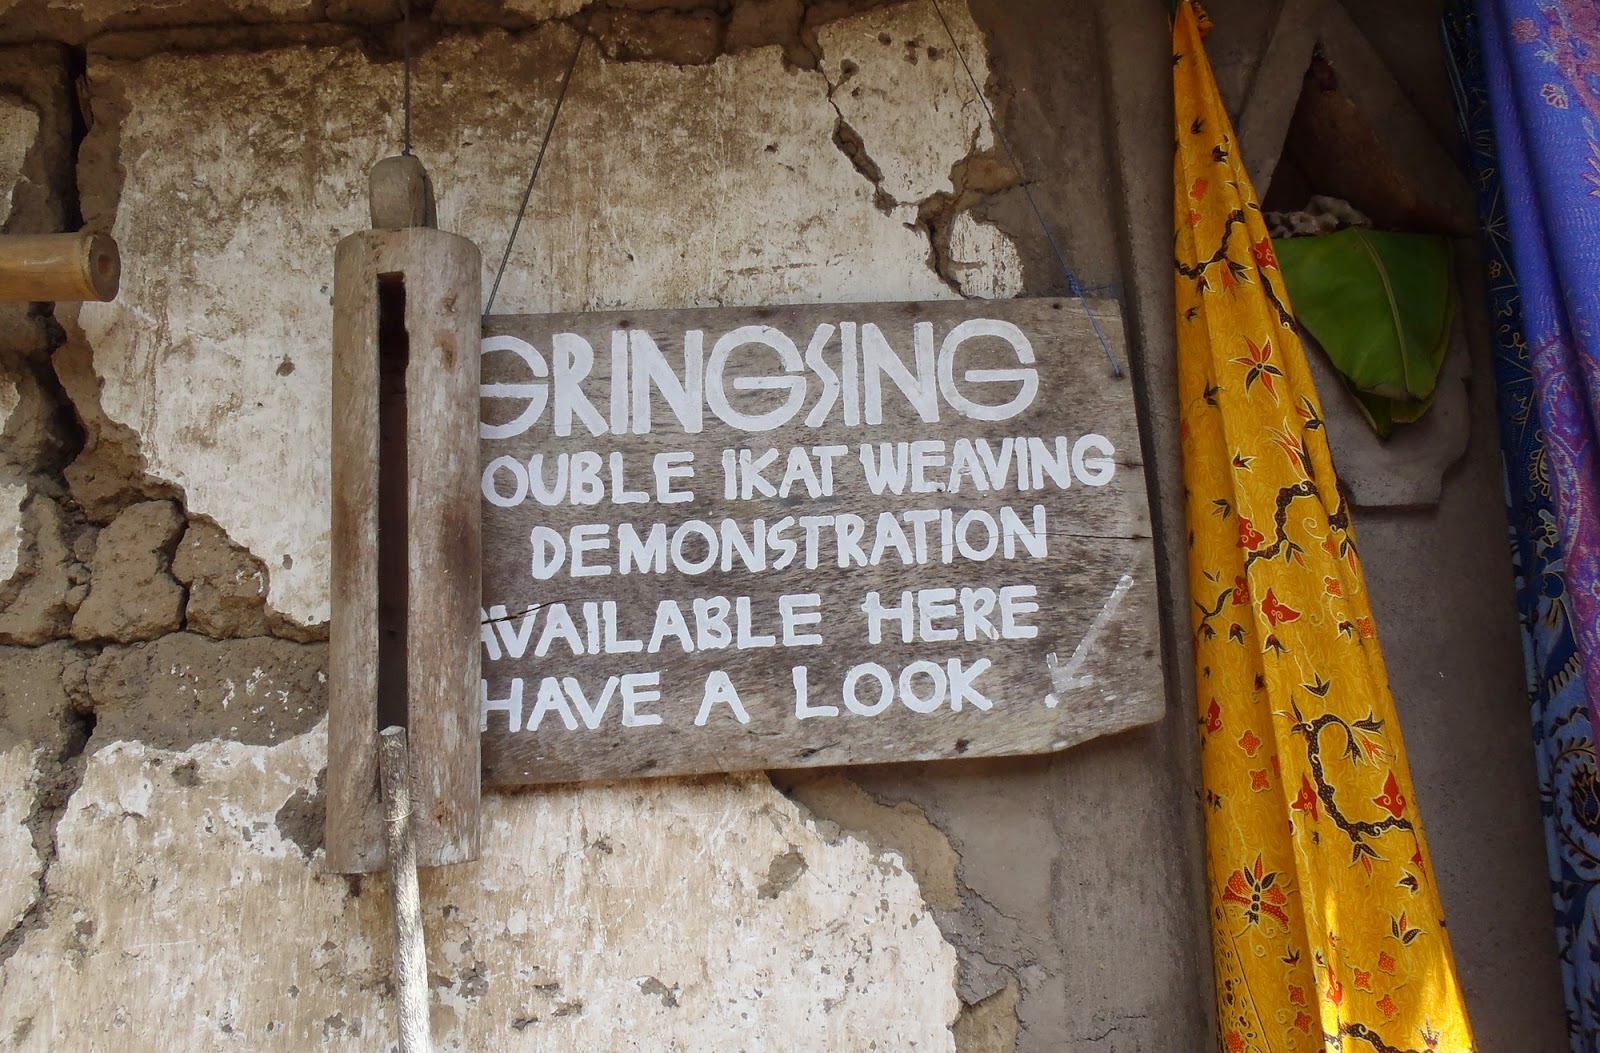 GRINGSING
OUBLE IKAT WEAVING
DEMONSTRATION
AVAILABLE HERE
HAVE A LOOK